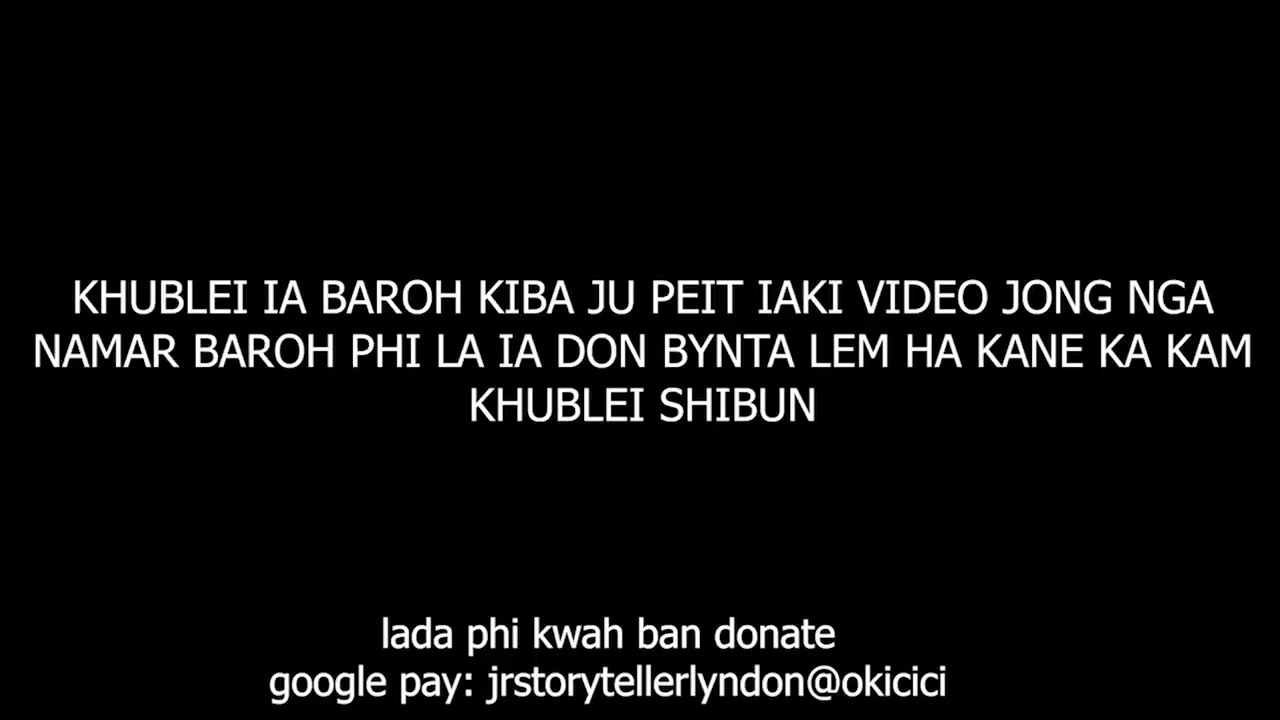 KHUBLEI IA BAROH KIBA JU PEIT IAKI VIDEO JONG NGA
NAMAR BAROH PHI LA IA DON BYNTA LEM HA KANE KA KAM
KHUBLEI SHIBUN
lada phi kwah ban donate
google pay: jrstorytellerlyndon@okicici